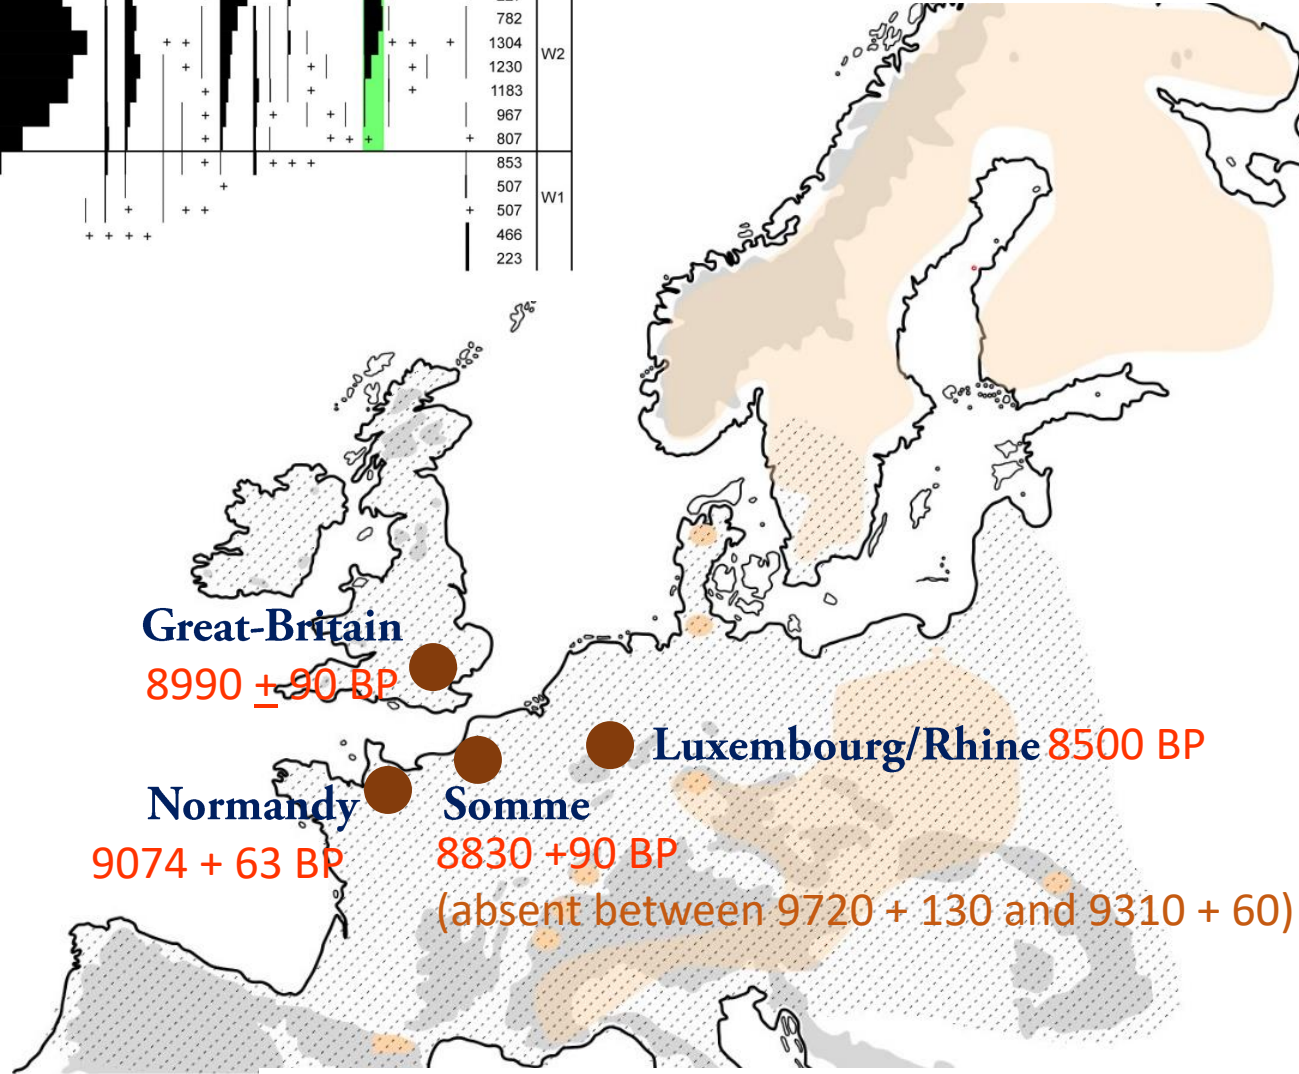 782
+ + + + + 1304
W2
+ + + 1230
+ + + 1183
+ + + 967
+ + + + + 807
+ + + + 853
+ 507
W1
+ + + + 507
+ + + + 466
223
Great-Britain
8990 + 90 BP
Luxembourg/Rhine 8500 BP
Normandy
Somme
9074 + 63 BP
8830 +90 BP
(absent between 9720 + 130 and 9310 + 60)